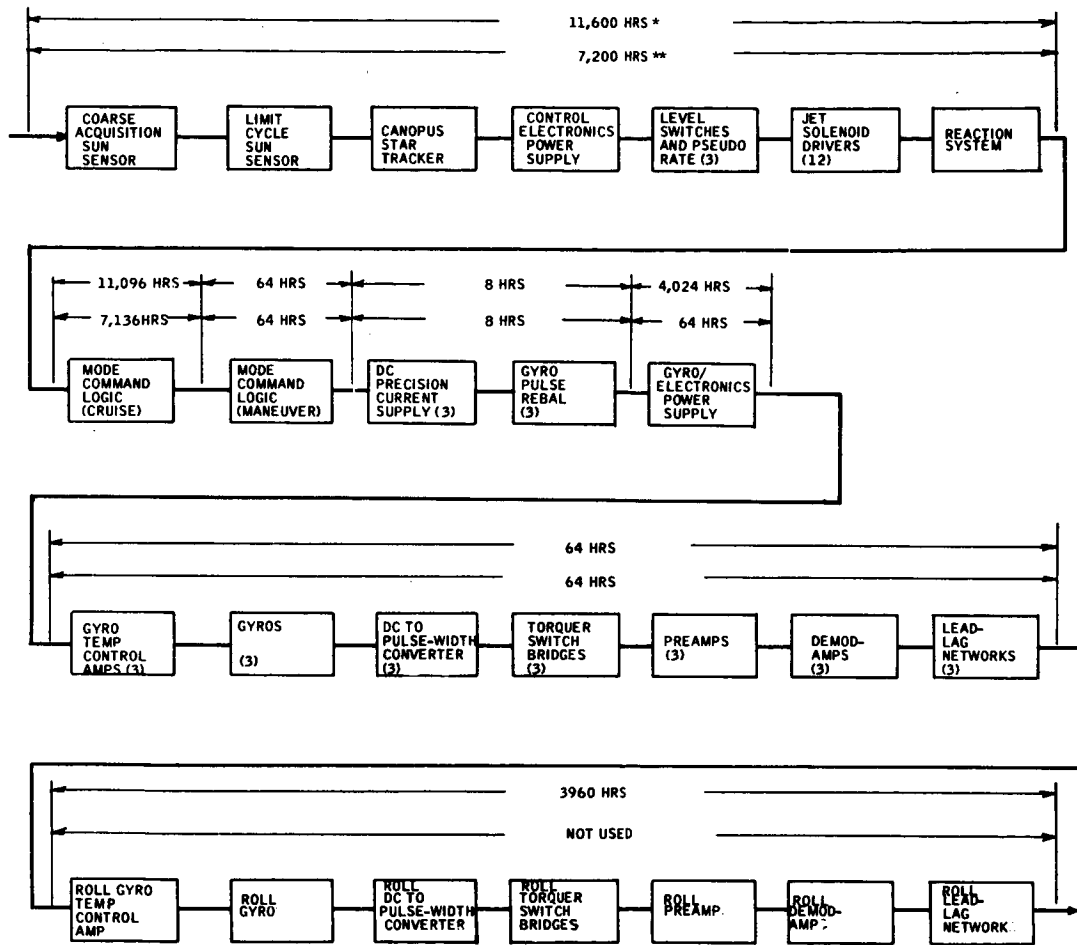 11,600 HRS *
7,200 HRS **
COARSE
ACQUISITION
SUN
SENSOR
LIMIT
CYCLE
SUN
SENSOR
CANOPUS
STAR
TRACKER
CONTROL
ELECTRONICS
POWER
SUPPLY
LEVEL
SWITCHES
AND PSEUDO
RATE (3)
JET
SOLENOID
DRIVERS
(12)
REACTION
SYSTEM
11,096 HRS
64 HRS
8 HRS
4,024 HRS
7,136HRS
64 HRS
8 HRS
64 HRS
MODE
COMMAND
LOGIC
(CRUISE)
MODE
COMMAND
LOGIC
(MANEUVER)
DC
PRECISION
CURRENT
SUPPLY (3)
GYRO
PULSE
REBAL
(3)
GYRO/
ELECTRONICS
POWER
SUPPLY
64 HRS
64 HRS
GYRO
TEMP
CONTROL
AMPS (3)
GYROS
(3)
DC TO
PULSE-WIDTH
CONVERTER
(3)
TORQUER
SWITCH
BRIDGES
(3)
PREAMPS
(3)
DEMOD-
AMPS
(3)
LEAD-
LAG
NETWORKS
(3)
3960 HRS
NOT USED
ROLL GYRO
TEMP
CONTROL
AMP
ROLL
GYRO
ROLL
DC TO
PULSE-WIDTH
CONVERTER
ROLL
TORQUER
SWITCH
BRIDGES
ROLL
PREAMP
ROLL
DEMOD-
AMP
ROLL
LEAD-
LAG
NETWORK